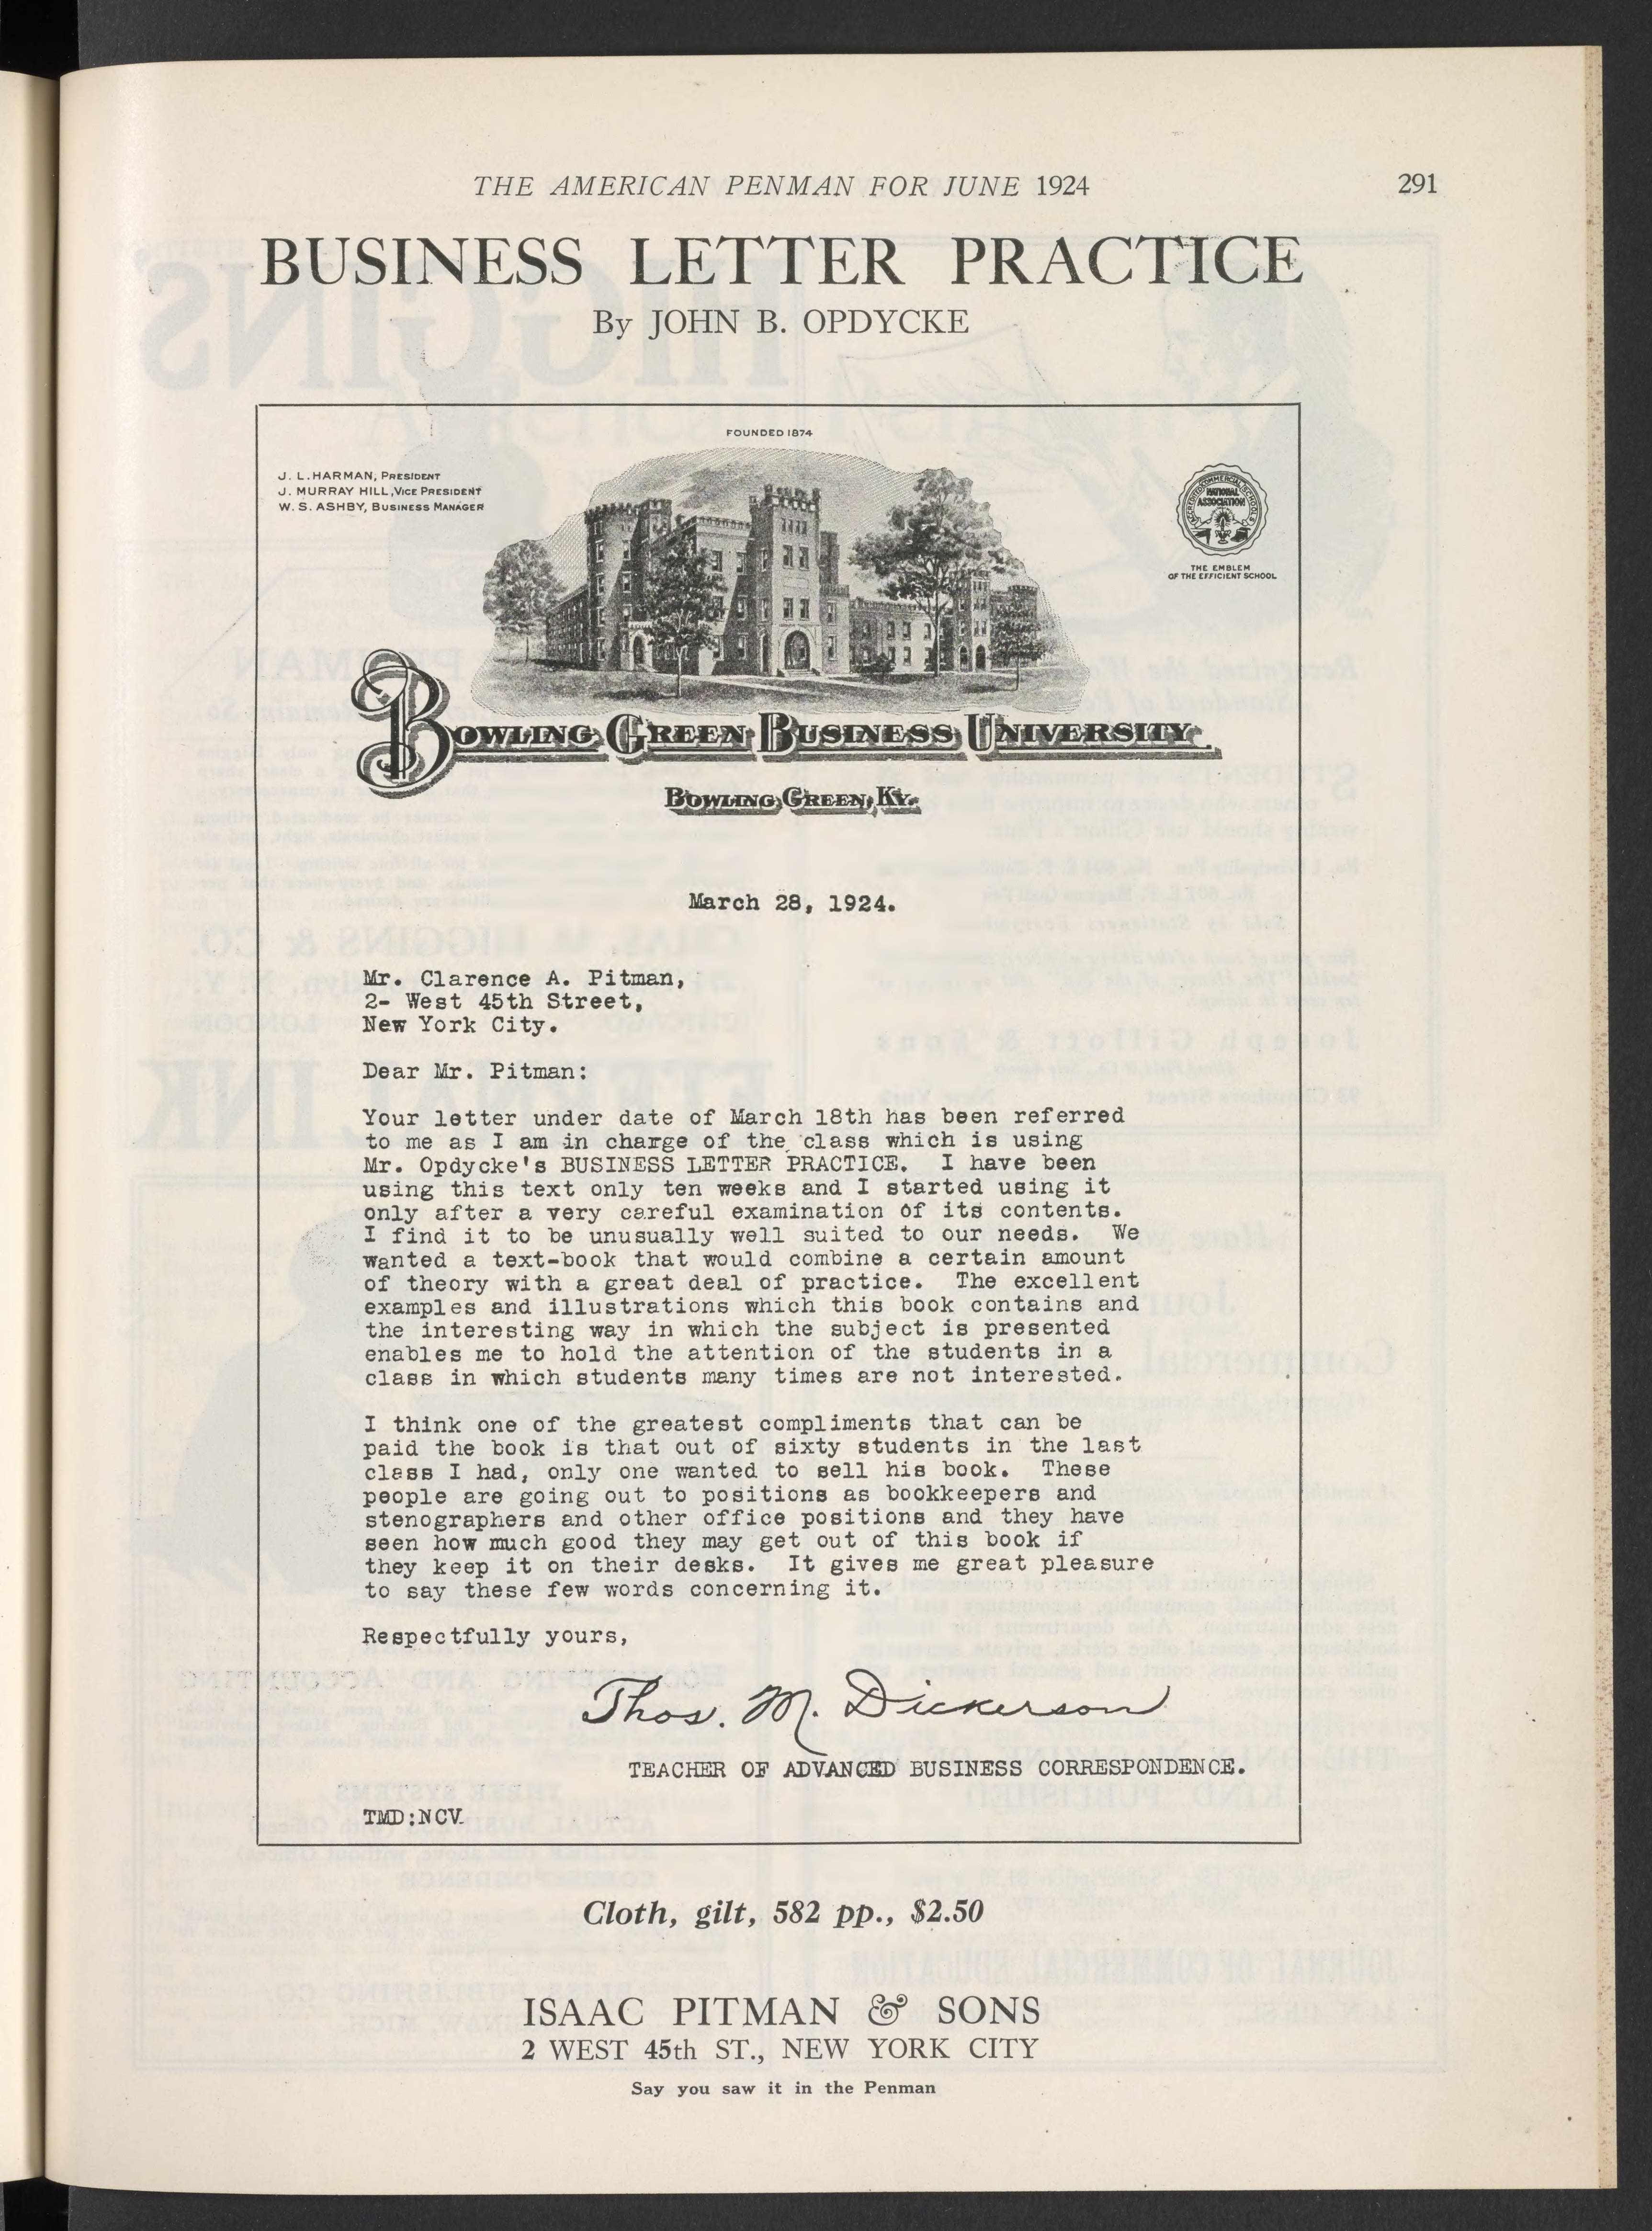 THE AMERICAN PENMAN FOR JUNE 1924 291
BUSINESS LETTER PRACTICE
By JOHN B. OPDYCKE
FOUNDED 1874
J. L. HARMAN, PRESIDENT
J. MURRAY HILL, VICE PRESIDENT
W. S. ASHBY, BUSINESS MANAGER
ACCREDITED COMMERCIAL SCHOOLS
NATIONAL
ASSOCIATION
THE EMBLEM
OF THE EFFICIENT SCHOOL
BOWLING GREEN BUSINESS UNIVERSITY
BOWLING GREEN, KY.
March 28, 1924.
Mr. Clarence A. Pitman,
2- West 45th Street,
New York City.
Dear Mr. Pitman:
Your letter under date of March 18th has been referred
to me as I am in charge of the class which is using
Mr. Opdycke's BUSINESS LETTER PRACTICE. I have been
using this text only ten weeks and I started using it
only after a very careful examination of its contents.
I find it to be unusually well suited to our needs. We
wanted a text-book that would combine a certain amount
of theory with a great deal of practice. The excellent
examples and illustrations which this book contains and
the interesting way in which the subject is presented
enables me to hold the attention of the students in a
class in which students many times are not interested.
I think one of the greatest compliments that can be
paid the book is that out of sixty students in the last
class I had, only one wanted to sell his book. These
people are going out to positions as bookkeepers and
stenographers and other office positions and they have
seen how much good they may get out of this book if
they keep it on their desks. It gives me great pleasure
to say these few words concerning it.
Respectfully yours,
Thos. M. Dickerson
TEACHER OF ADVANCED BUSINESS CORRESPONDENCE.
TMD:NCV.
Cloth, gilt, 582 pp., $2.50
ISAAC PITMAN & SONS
2 WEST 45th ST., NEW YORK CITY
Say you saw it in the Penman